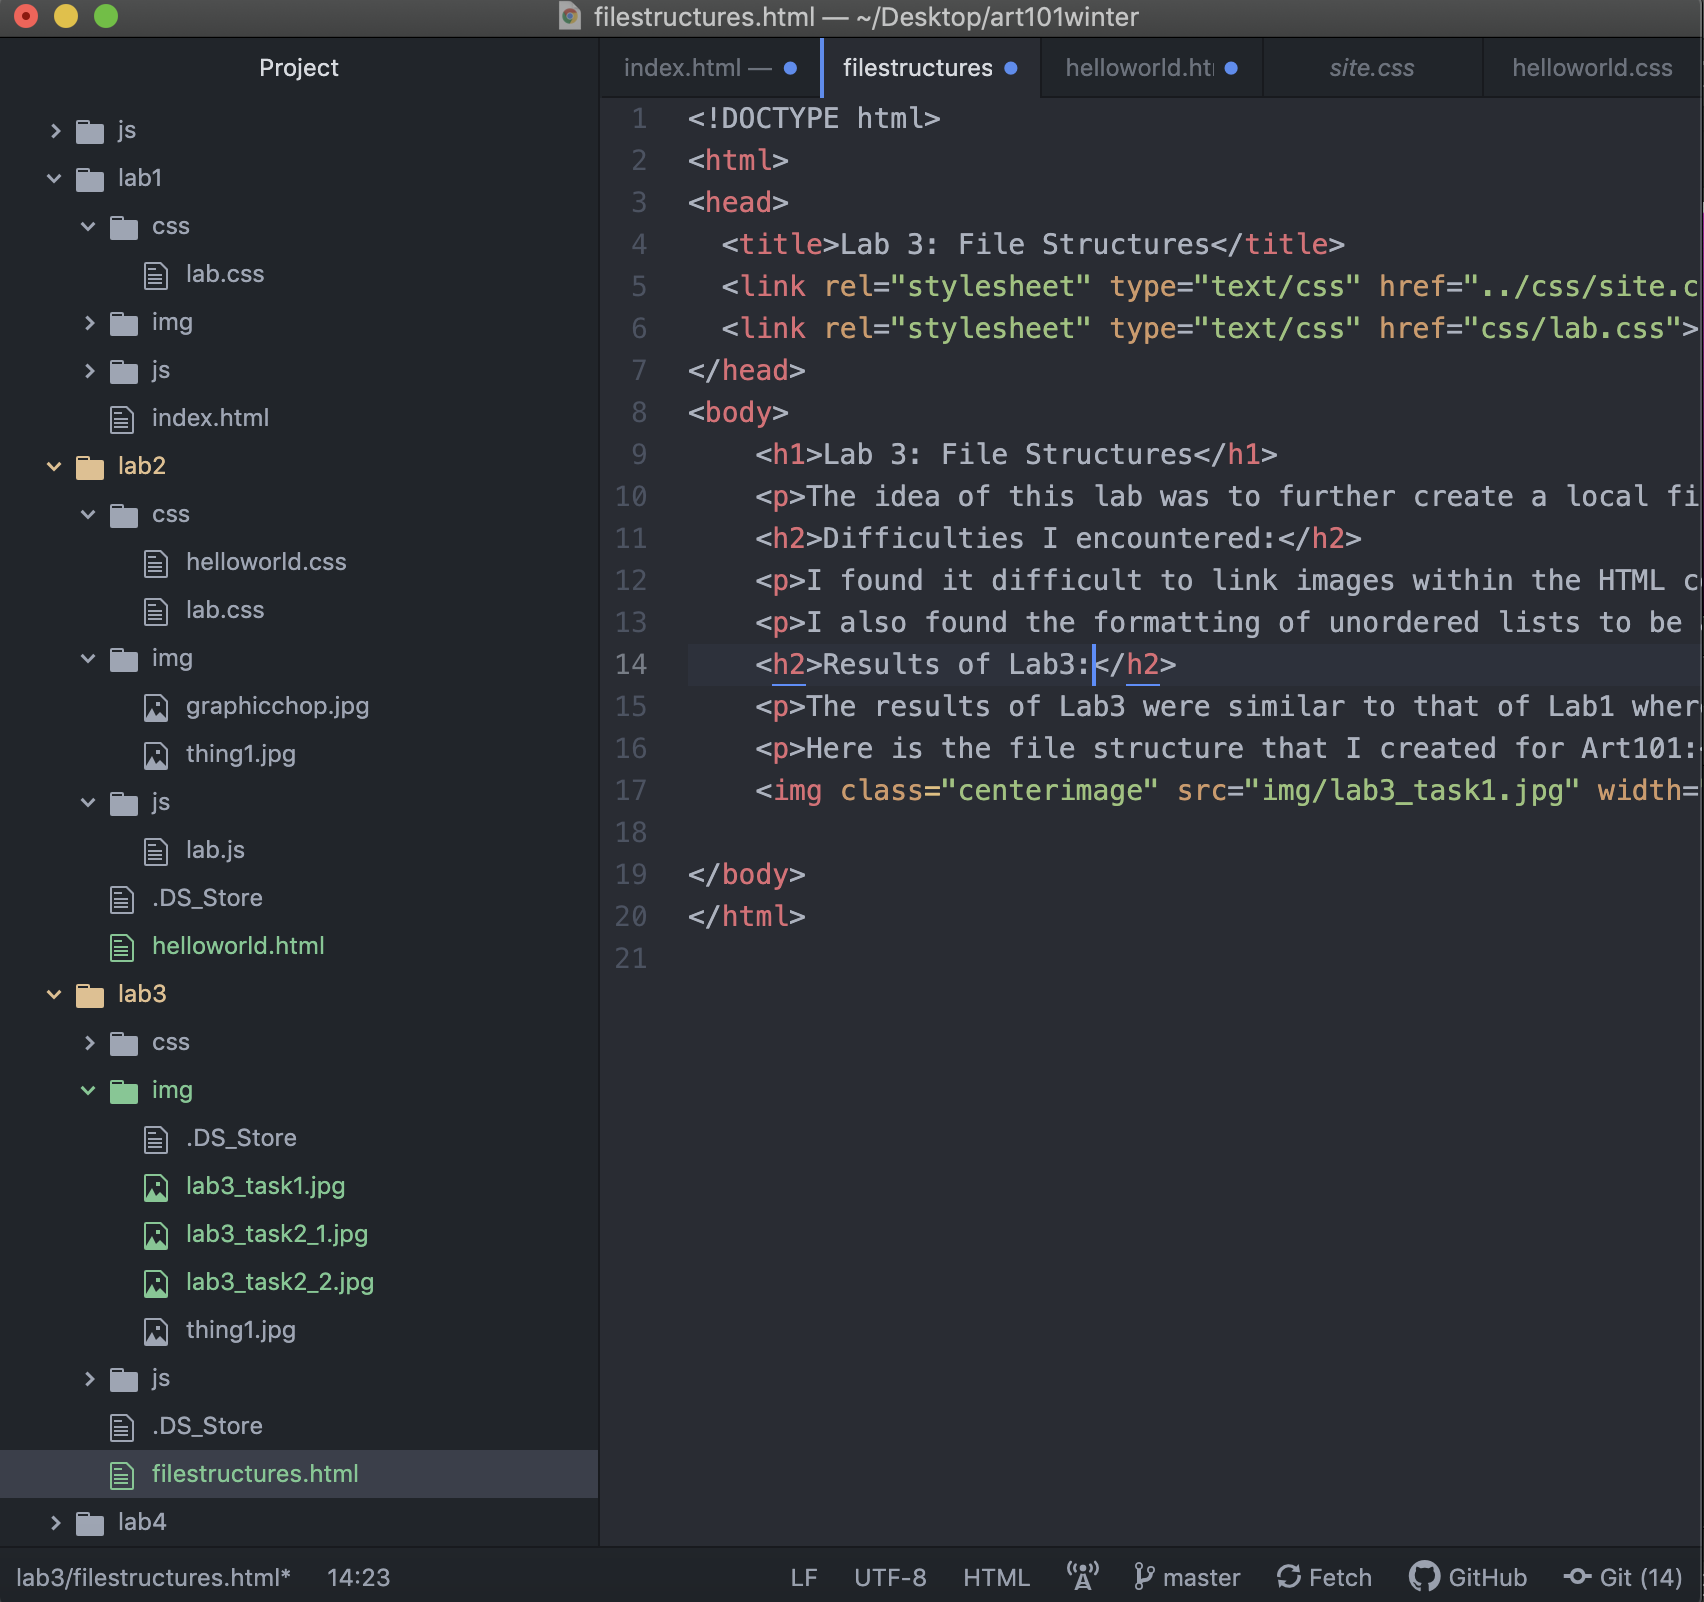 filestructures.html — ~/Desktop/art101winter
Project
js
lab1
css
lab.css
img
js
index.html
lab2
css
helloworld.css
lab.css
img
graphicchop.jpg
thing1.jpg
js
lab.js
.DS_Store
helloworld.html
lab3
css
img
.DS_Store
lab3_task1.jpg
lab3_task2_1.jpg
lab3_task2_2.jpg
thing1.jpg
js
.DS_Store
filestructures.html
lab4
index.html — filestructures helloworld.ht site.css helloworld.css
1 <!DOCTYPE html>
2 <html>
3 <head>
4 <title>Lab 3: File Structures</title>
5 <link rel="stylesheet" type="text/css" href="../css/site.c
6 <link rel="stylesheet" type="text/css" href="css/lab.css">
7 </head>
8 <body>
9 <h1>Lab 3: File Structures</h1>
10 <p>The idea of this lab was to further create a local fi
11 <h2>Difficulties I encountered:</h2>
12 <p>I found it difficult to link images within the HTML c
13 <p>I also found the formatting of unordered lists to be
14 <h2>Results of Lab3:</h2>
15 <p>The results of Lab3 were similar to that of Lab1 wher
16 <p>Here is the file structure that I created for Art101:
17 <img class="centerimage" src="img/lab3_task1.jpg" width=
18
19 </body>
20 </html>
21
lab3/filestructures.html* 14:23 LF UTF-8 HTML master Fetch GitHub Git (14)